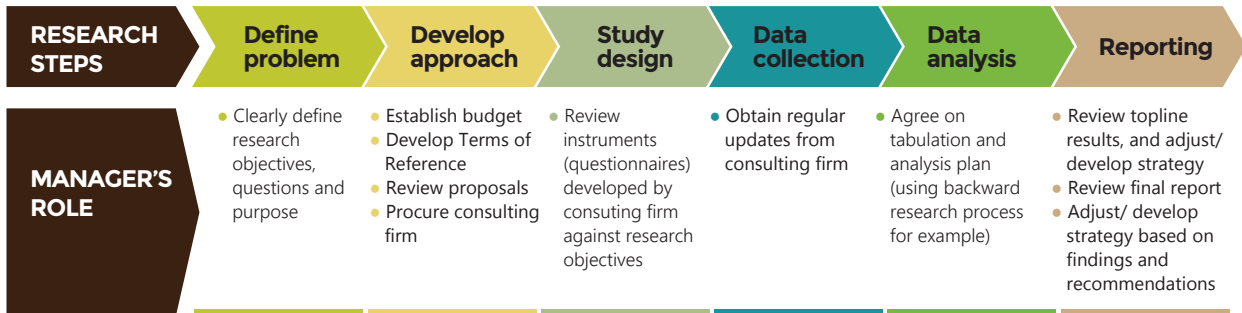 RESEARCH
STEPS
Define
problem
Develop
approach
Study
design
Data
collection
Data
analysis
Reporting
MANAGER'S
ROLE
• Clearly define
research
objectives,
questions and
purpose
• Establish budget
• Develop Terms of
Reference
• Review proposals
• Procure consulting
firm
• Review
instruments
(questionnaires)
developed by
consuting firm
against research
objectives
• Obtain regular
updates from
consulting firm
• Agree on
tabulation and
analysis plan
(using backward
research process
for example)
• Review topline
results, and adjust/
develop strategy
• Review final report
• Adjust/ develop
strategy based on
findings and
recommendations